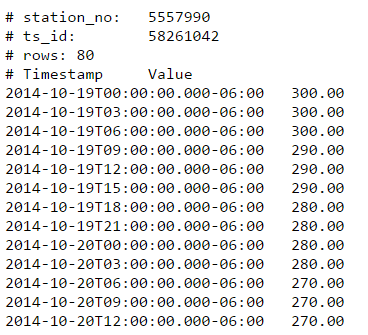 # station_no:   5557990
# ts_id:        58261042
# rows: 80
# Timestamp     Value
2014-10-19T00:00:00.000-06:00   300.00
2014-10-19T03:00:00.000-06:00   300.00
2014-10-19T06:00:00.000-06:00   300.00
2014-10-19T09:00:00.000-06:00   290.00
2014-10-19T12:00:00.000-06:00   290.00
2014-10-19T15:00:00.000-06:00   290.00
2014-10-19T18:00:00.000-06:00   280.00
2014-10-19T21:00:00.000-06:00   280.00
2014-10-20T00:00:00.000-06:00   280.00
2014-10-20T03:00:00.000-06:00   280.00
2014-10-20T06:00:00.000-06:00   270.00
2014-10-20T09:00:00.000-06:00   270.00
2014-10-20T12:00:00.000-06:00   270.00